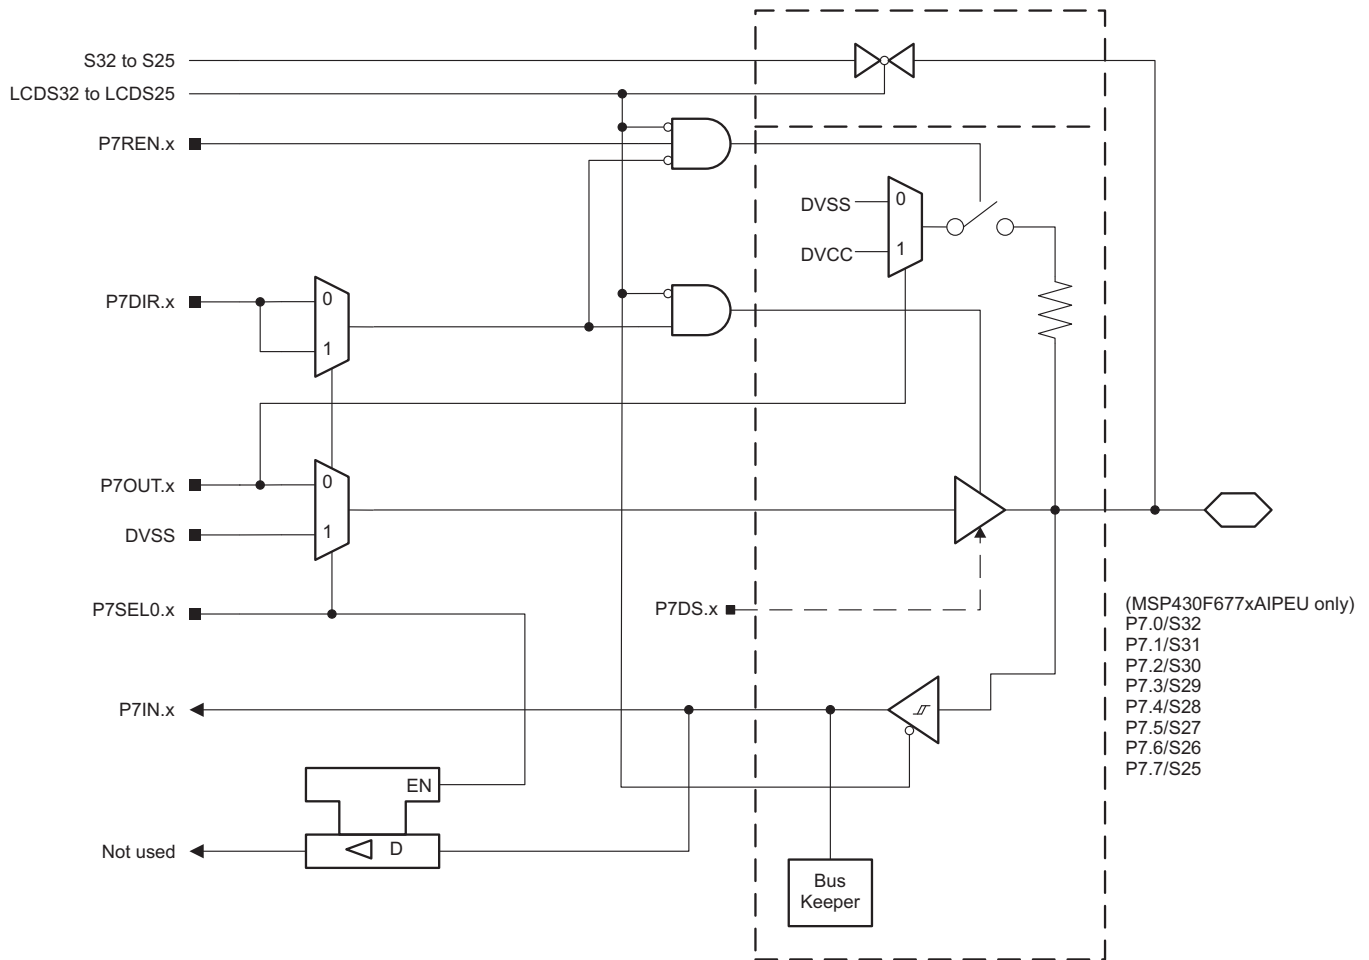 S32 to S25
LCDS32 to LCDS25
P7REN.x
DVSS
0
DVCC
1
P7DIR.x
0
1
P7OUT.x
0
DVSS
1
P7SEL0.x
P7DS.x
(MSP430F677xAIPEU only)
P7.0/S32
P7.1/S31
P7.2/S30
P7.3/S29
P7.4/S28
P7.5/S27
P7.6/S26
P7.7/S25
P7IN.x
EN
Not used
D
Bus
Keeper